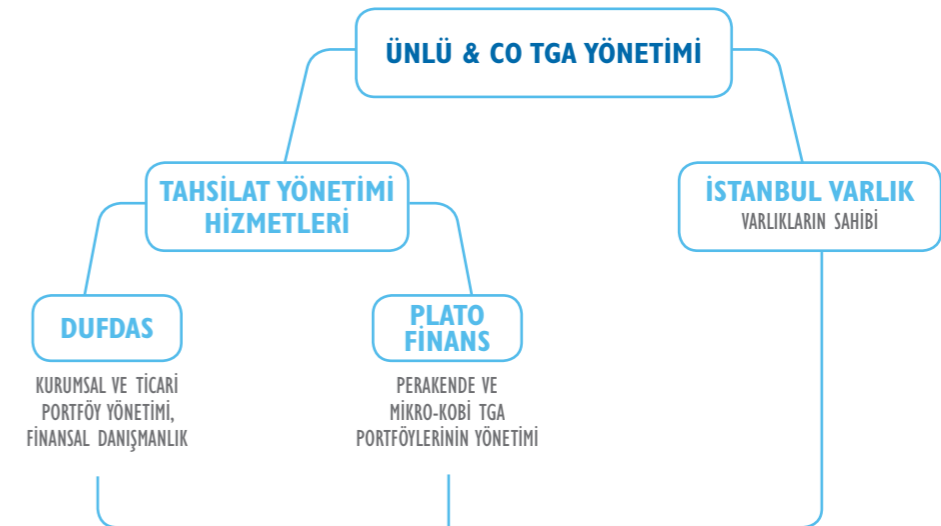 ÜNLÜ & CO TGA YÖNETİMİ
TAHSİLAT YÖNETİMİ
HİZMETLERİ
İSTANBUL VARLIK
VARLIKLARIN SAHİBİ
DUFDAS
KURUMSAL VE TİCARİ
PORTFÖY YÖNETİMİ,
FİNANSAL DANIŞMANLIK
PLATO
FİNANS
PERAKENDE VE
MİKRO-KOBİ TGA
PORTFÖYLERİNİN YÖNETİMİ